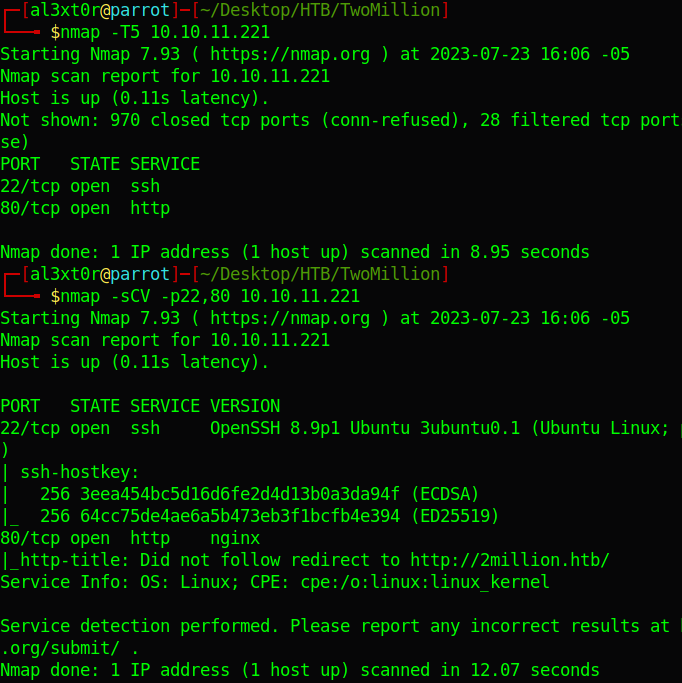 ┌─[al3xt0r@parrot]─[~/Desktop/HTB/TwoMillion]
└──╼ $nmap -T5 10.10.11.221
Starting Nmap 7.93 ( https://nmap.org ) at 2023-07-23 16:06 -05
Nmap scan report for 10.10.11.221
Host is up (0.11s latency).
Not shown: 970 closed tcp ports (conn-refused), 28 filtered tcp port
se)
PORT   STATE SERVICE
22/tcp open  ssh
80/tcp open  http

Nmap done: 1 IP address (1 host up) scanned in 8.95 seconds
┌─[al3xt0r@parrot]─[~/Desktop/HTB/TwoMillion]
└──╼ $nmap -sCV -p22,80 10.10.11.221
Starting Nmap 7.93 ( https://nmap.org ) at 2023-07-23 16:06 -05
Nmap scan report for 10.10.11.221
Host is up (0.11s latency).

PORT   STATE SERVICE VERSION
22/tcp open  ssh     OpenSSH 8.9p1 Ubuntu 3ubuntu0.1 (Ubuntu Linux;
)
| ssh-hostkey:
|   256 3eea454bc5d16d6fe2d4d13b0a3da94f (ECDSA)
|_  256 64cc75de4ae6a5b473eb3f1bcfb4e394 (ED25519)
80/tcp open  http    nginx
|_http-title: Did not follow redirect to http://2million.htb/
Service Info: OS: Linux; CPE: cpe:/o:linux:linux_kernel

Service detection performed. Please report any incorrect results at
.org/submit/ .
Nmap done: 1 IP address (1 host up) scanned in 12.07 seconds